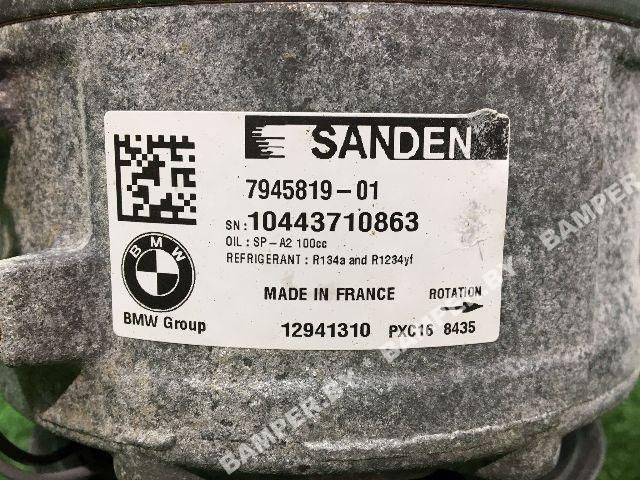 SANDEN
7945819-01
SN: 10443710863
OIL : SP-A2 100cc
REFRIGERANT : R134a and R1234yf
BMW
MADE IN FRANCE
ROTATION
BMW Group
12941310 PXC16 8435
BAMPER.BY
BAMPER.BY
BAMPER.BY
BAMPER.BY